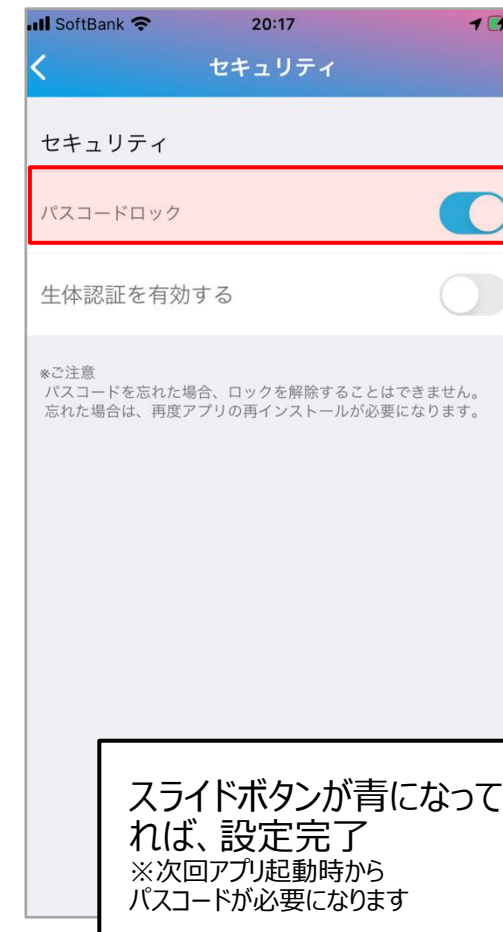 SoftBank 20:17
セキュリティ
セキュリティ
パスコードロック
生体認証を有効する
※ご注意
パスコードを忘れた場合、ロックを解除することはできません。
忘れた場合は、再度アプリの再インストールが必要になります。
スライドボタンが青になって
れば、設定完了
※次回アプリ起動時から
パスコードが必要になります